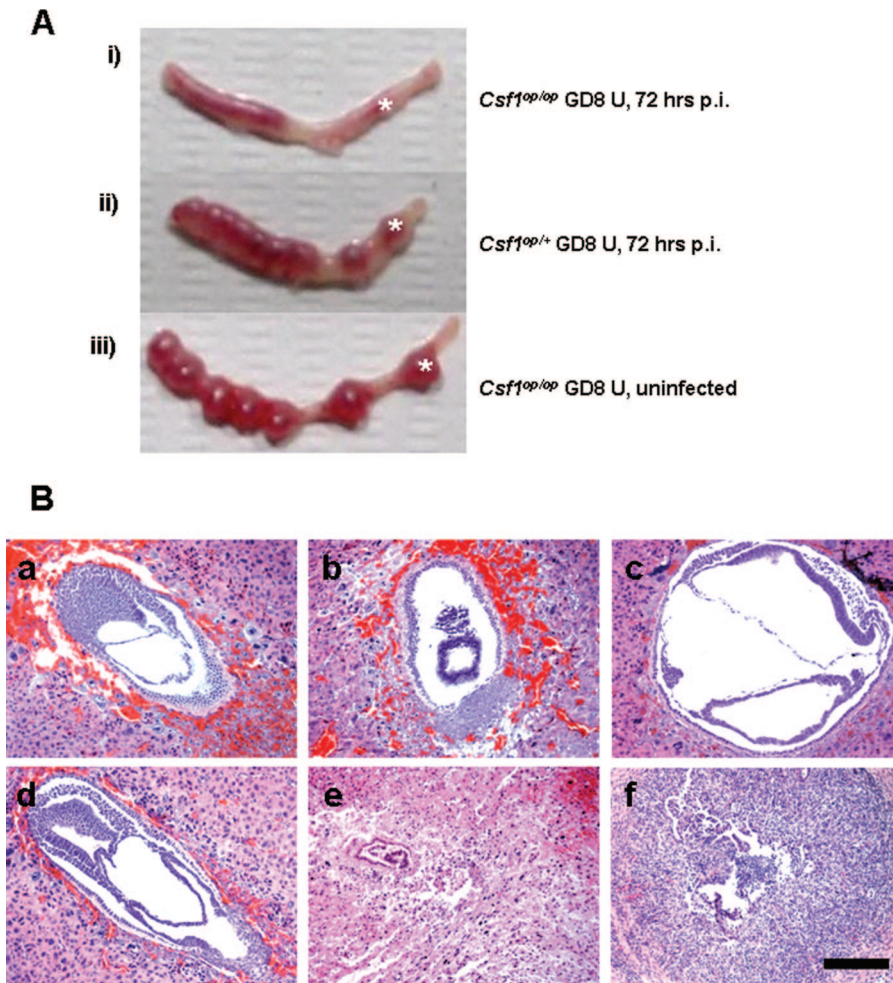 A
i)
* Csf1op/op GD8 U, 72 hrs p.i.
ii)
* Csf1op/+ GD8 U, 72 hrs p.i.
iii)
* Csf1op/op GD8 U, uninfected
B
a b c
d e f